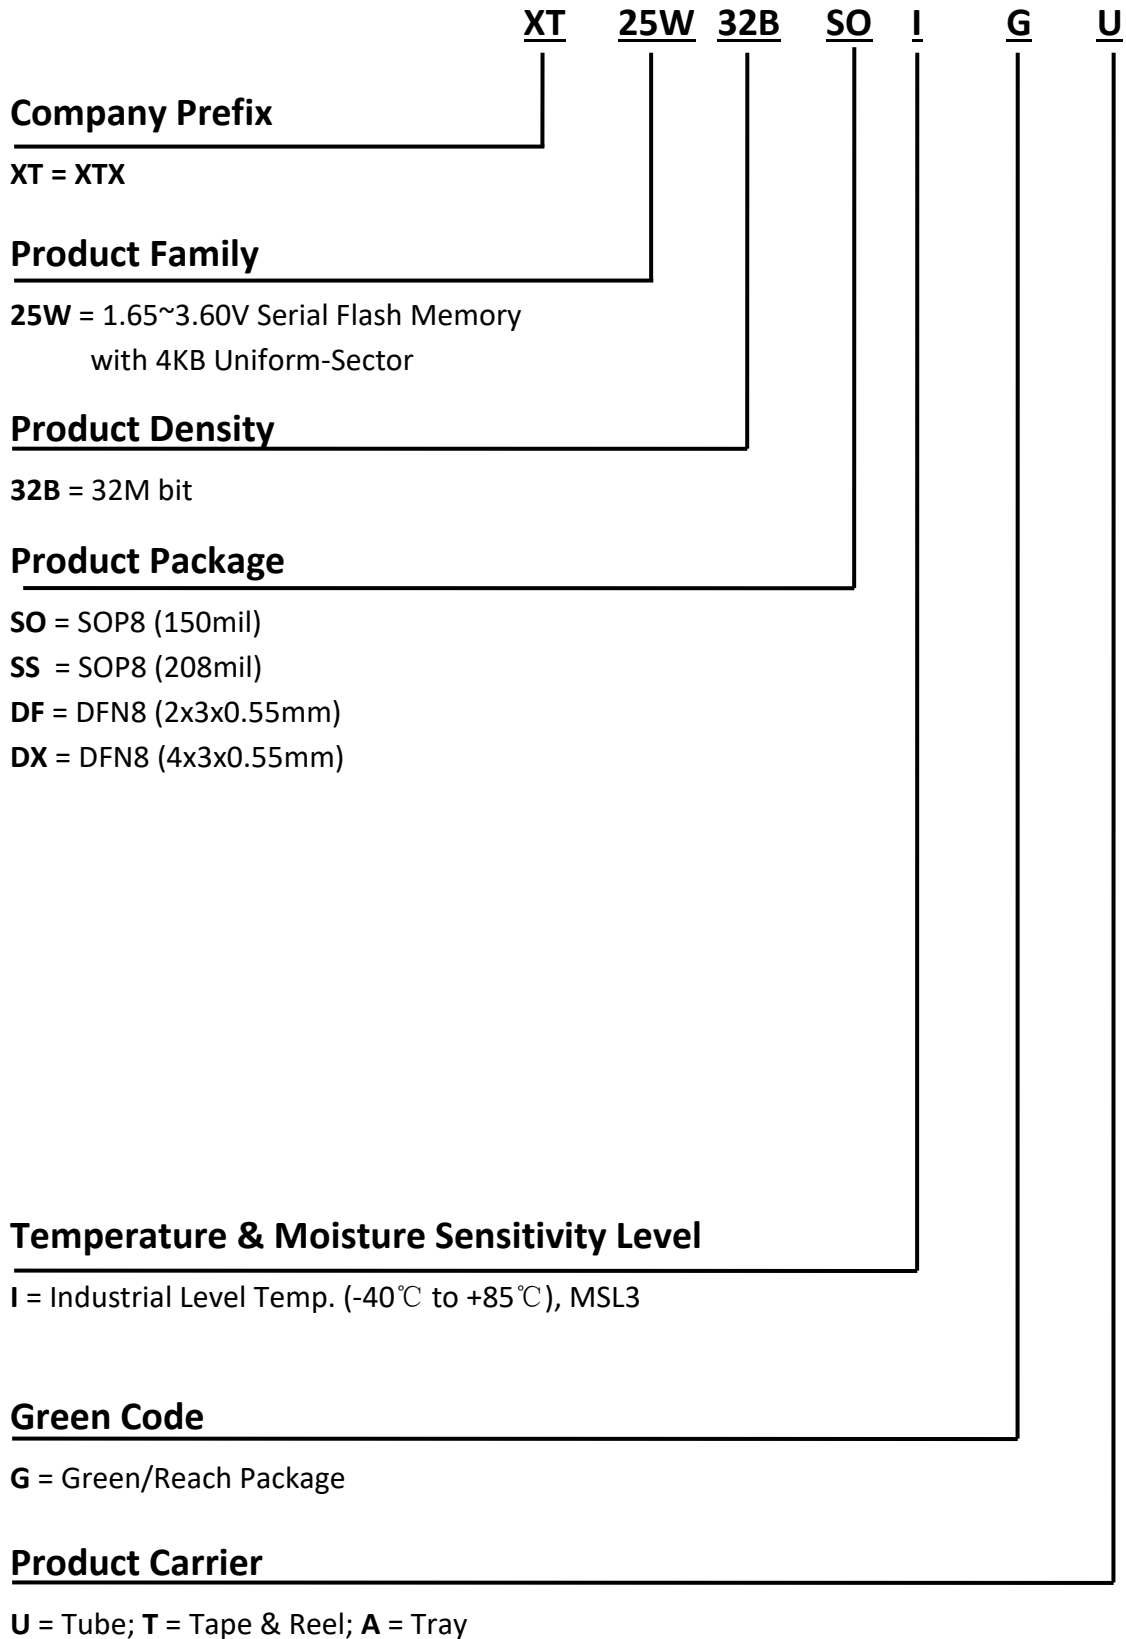 XT 25W 32B SO I G U
Company Prefix
XT = XTX
Product Family
25W = 1.65~3.60V Serial Flash Memory
with 4KB Uniform-Sector
Product Density
32B = 32M bit
Product Package
SO = SOP8 (150mil)
SS = SOP8 (208mil)
DF = DFN8 (2x3x0.55mm)
DX = DFN8 (4x3x0.55mm)
Temperature & Moisture Sensitivity Level
I = Industrial Level Temp. (-40℃ to +85℃), MSL3
Green Code
G = Green/Reach Package
Product Carrier
U = Tube; T = Tape & Reel; A = Tray